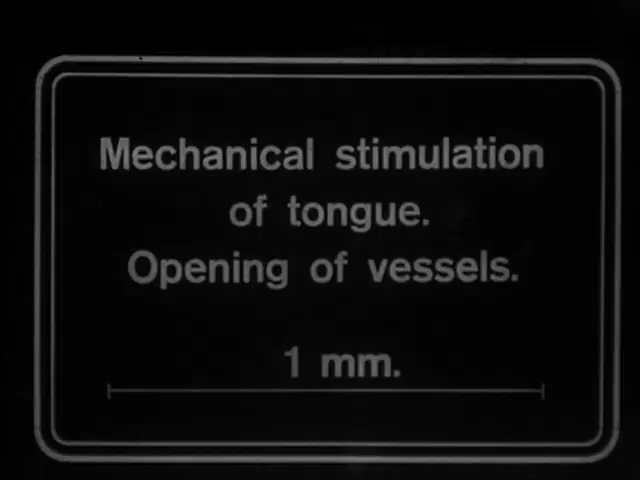 Mechanical stimulation
of tongue.
Opening of vessels.
1 mm.